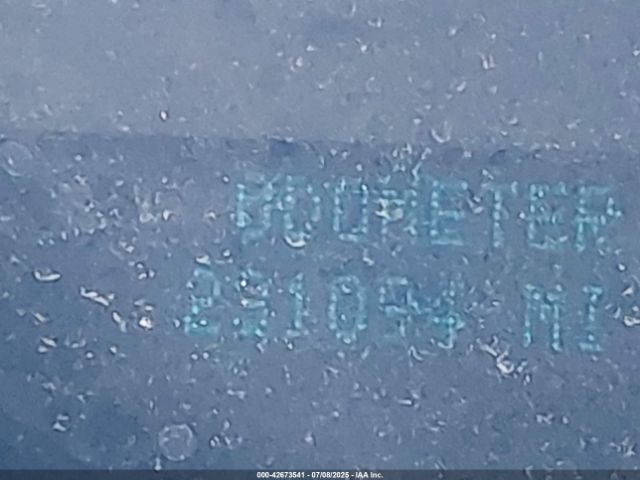 ODOMETER
251094 MI
000-42673541 - 07/08/2025 - IAA Inc.